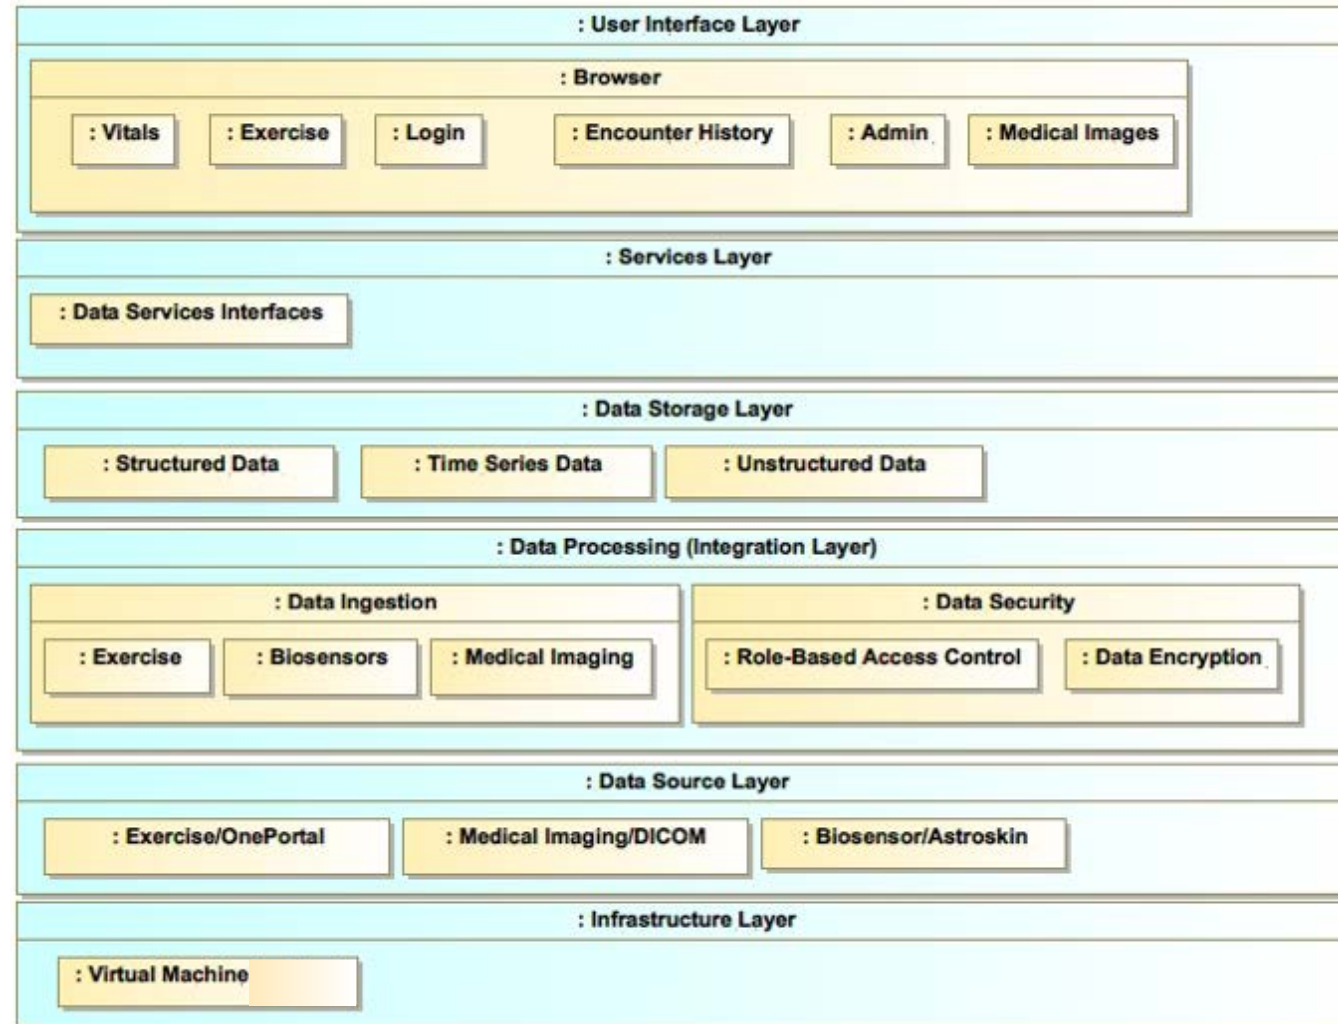 : User Interface Layer
: Browser
: Vitals : Exercise : Login : Encounter History : Admin : Medical Images
: Services Layer
: Data Services Interfaces
: Data Storage Layer
: Structured Data : Time Series Data : Unstructured Data
: Data Processing (Integration Layer)
: Data Ingestion : Data Security
: Exercise : Biosensors : Medical Imaging : Role-Based Access Control : Data Encryption
: Data Source Layer
: Exercise/OnePortal : Medical Imaging/DICOM : Biosensor/Astroskin
: Infrastructure Layer
: Virtual Machine